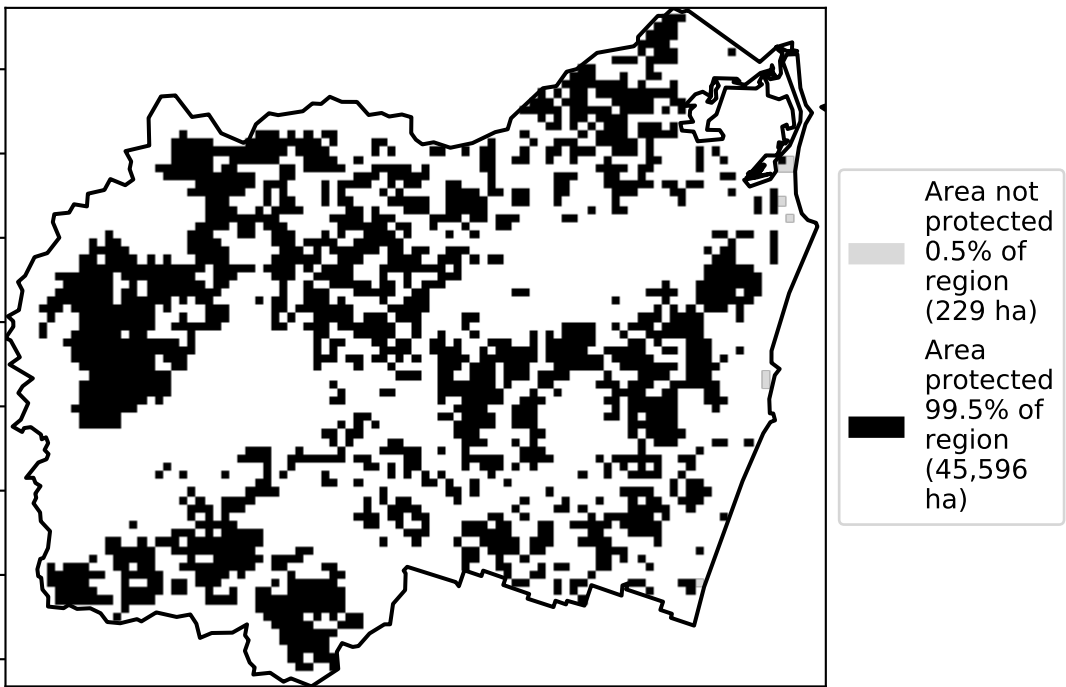 Area not
protected
0.5% of
region
(229 ha)
Area
protected
99.5% of
region
(45,596
ha)